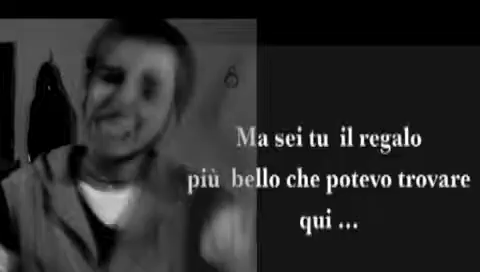 Ma sei tu il regalo
più bello che potevo trovare
qui ...